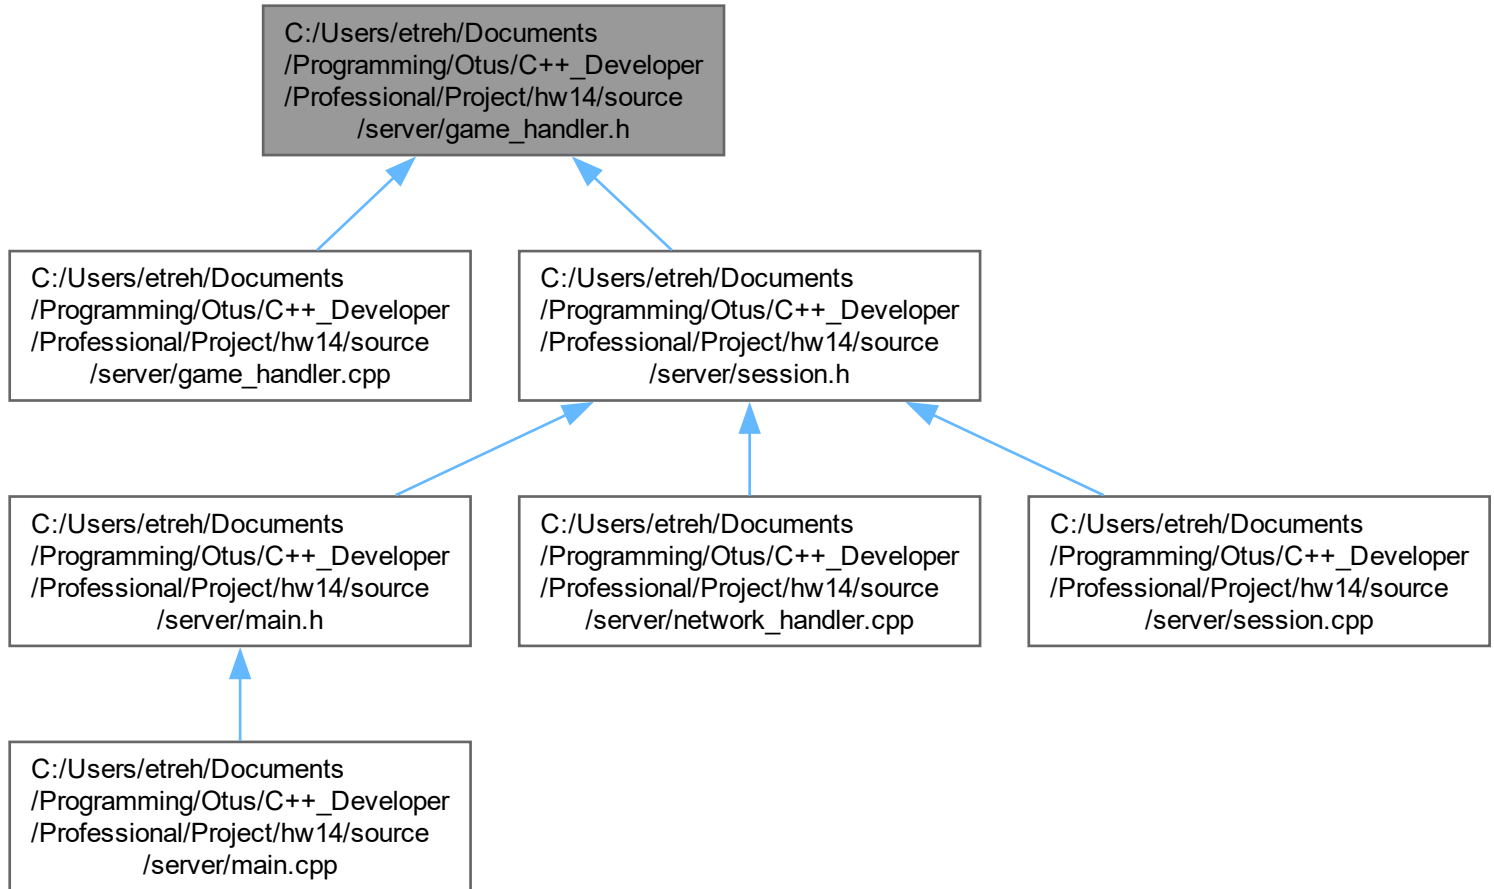 C:/Users/etreh/Documents
/Programming/Otus/C++_Developer
/Professional/Project/hw14/source
/server/game_handler.h
C:/Users/etreh/Documents
/Programming/Otus/C++_Developer
/Professional/Project/hw14/source
/server/game_handler.cpp
C:/Users/etreh/Documents
/Programming/Otus/C++_Developer
/Professional/Project/hw14/source
/server/session.h
C:/Users/etreh/Documents
/Programming/Otus/C++_Developer
/Professional/Project/hw14/source
/server/main.h
C:/Users/etreh/Documents
/Programming/Otus/C++_Developer
/Professional/Project/hw14/source
/server/network_handler.cpp
C:/Users/etreh/Documents
/Programming/Otus/C++_Developer
/Professional/Project/hw14/source
/server/session.cpp
C:/Users/etreh/Documents
/Programming/Otus/C++_Developer
/Professional/Project/hw14/source
/server/main.cpp